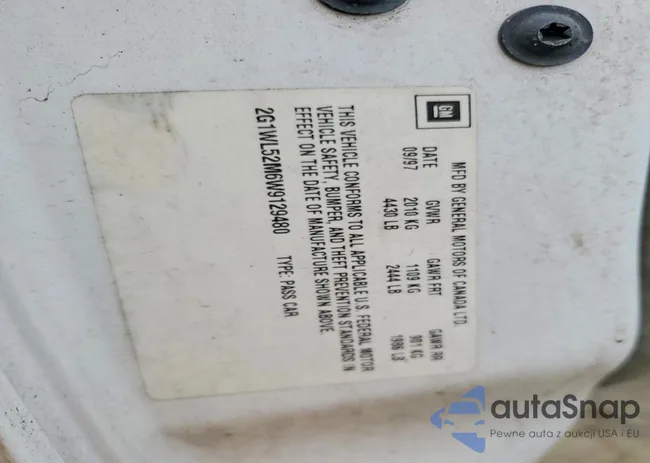 GM
MFD BY GENERAL MOTORS OF CANADA LTD.
DATE GVWR GAWR FRT GAWR RR
09/97 2010 KG 1109 KG 901 KG
4430 LB 2444 LB 1986 LB
THIS VEHICLE CONFORMS TO ALL APPLICABLE U.S. FEDERAL MOTOR
VEHICLE SAFETY, BUMPER, AND THEFT PREVENTION STANDARDS IN
EFFECT ON THE DATE OF MANUFACTURE SHOWN ABOVE.
2G1WL52M6W9129480 TYPE: PASS CAR
autaSnap
Pewne auta z aukcji USA i EU